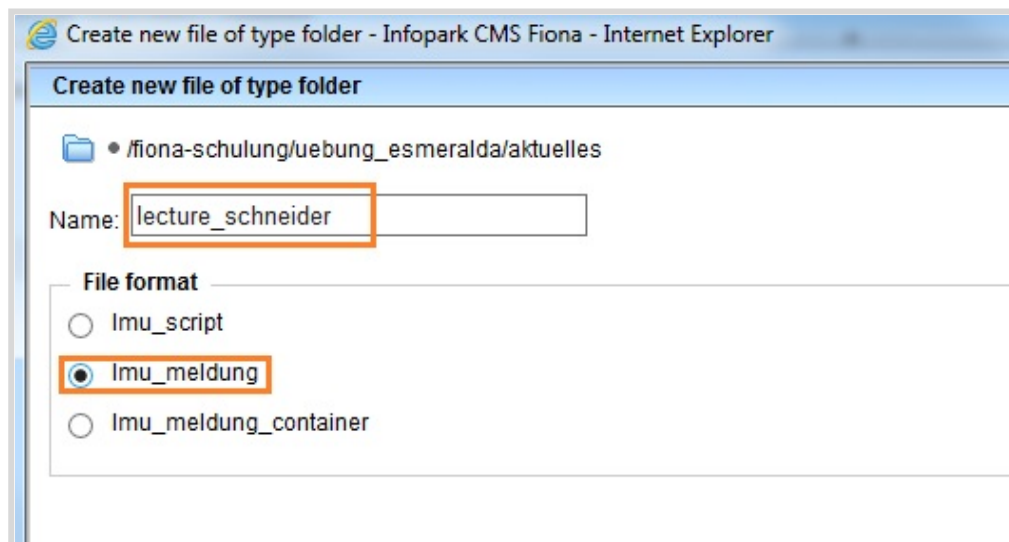 Create new file of type folder - Infopark CMS Fiona - Internet Explorer
Create new file of type folder
/fiona-schulung/uebung_esmeralda/aktuelles
Name: lecture_schneider
File format
lmu_script
lmu_meldung
lmu_meldung_container